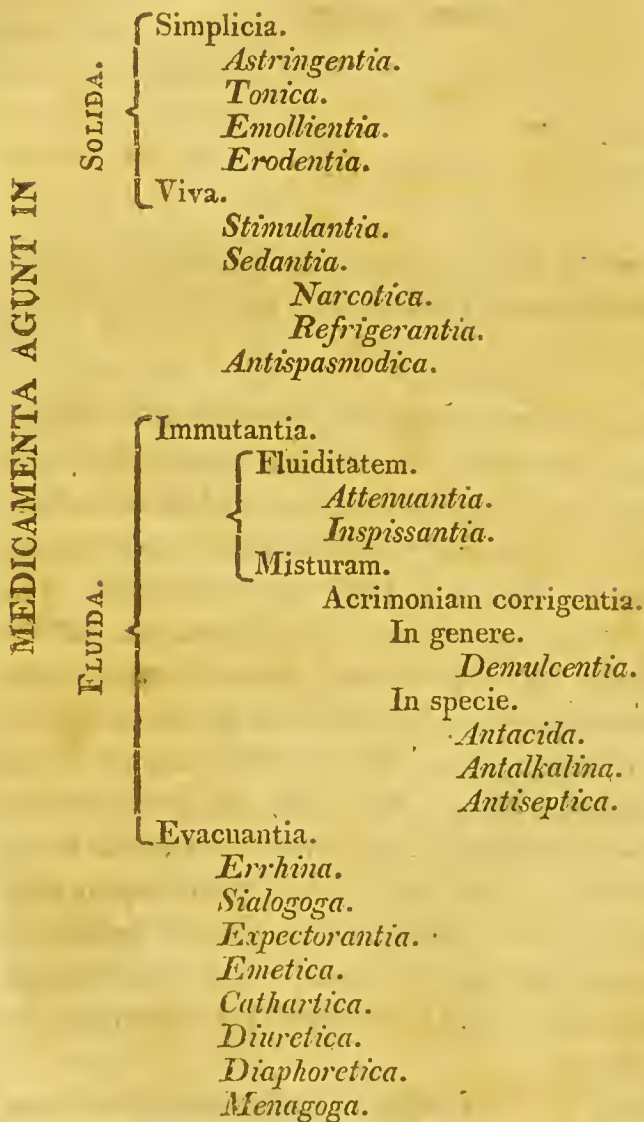 MEDICAMENTA AGUNT IN
SOLIDA.
Simplicia.
Astringentia.
Tonica.
Emollientia.
Erodentia.
Viva.
Stimulantia.
Sedantia.
Narcotica.
Refrigerantia.
Antispasmodica.
FLUIDA.
Immutantia.
Fluiditatem.
Attenuantia.
Inspissantia.
Misturam.
Acrimoniam corrigentia.
In genere.
Demulcentia.
In specie.
Antacida.
Antalkalina.
Antiseptica.
Evacuantia.
Errhina.
Sialogoga.
Expectorantia.
Emetica.
Cathartica.
Diuretica.
Diaphoretica.
Menagoga.